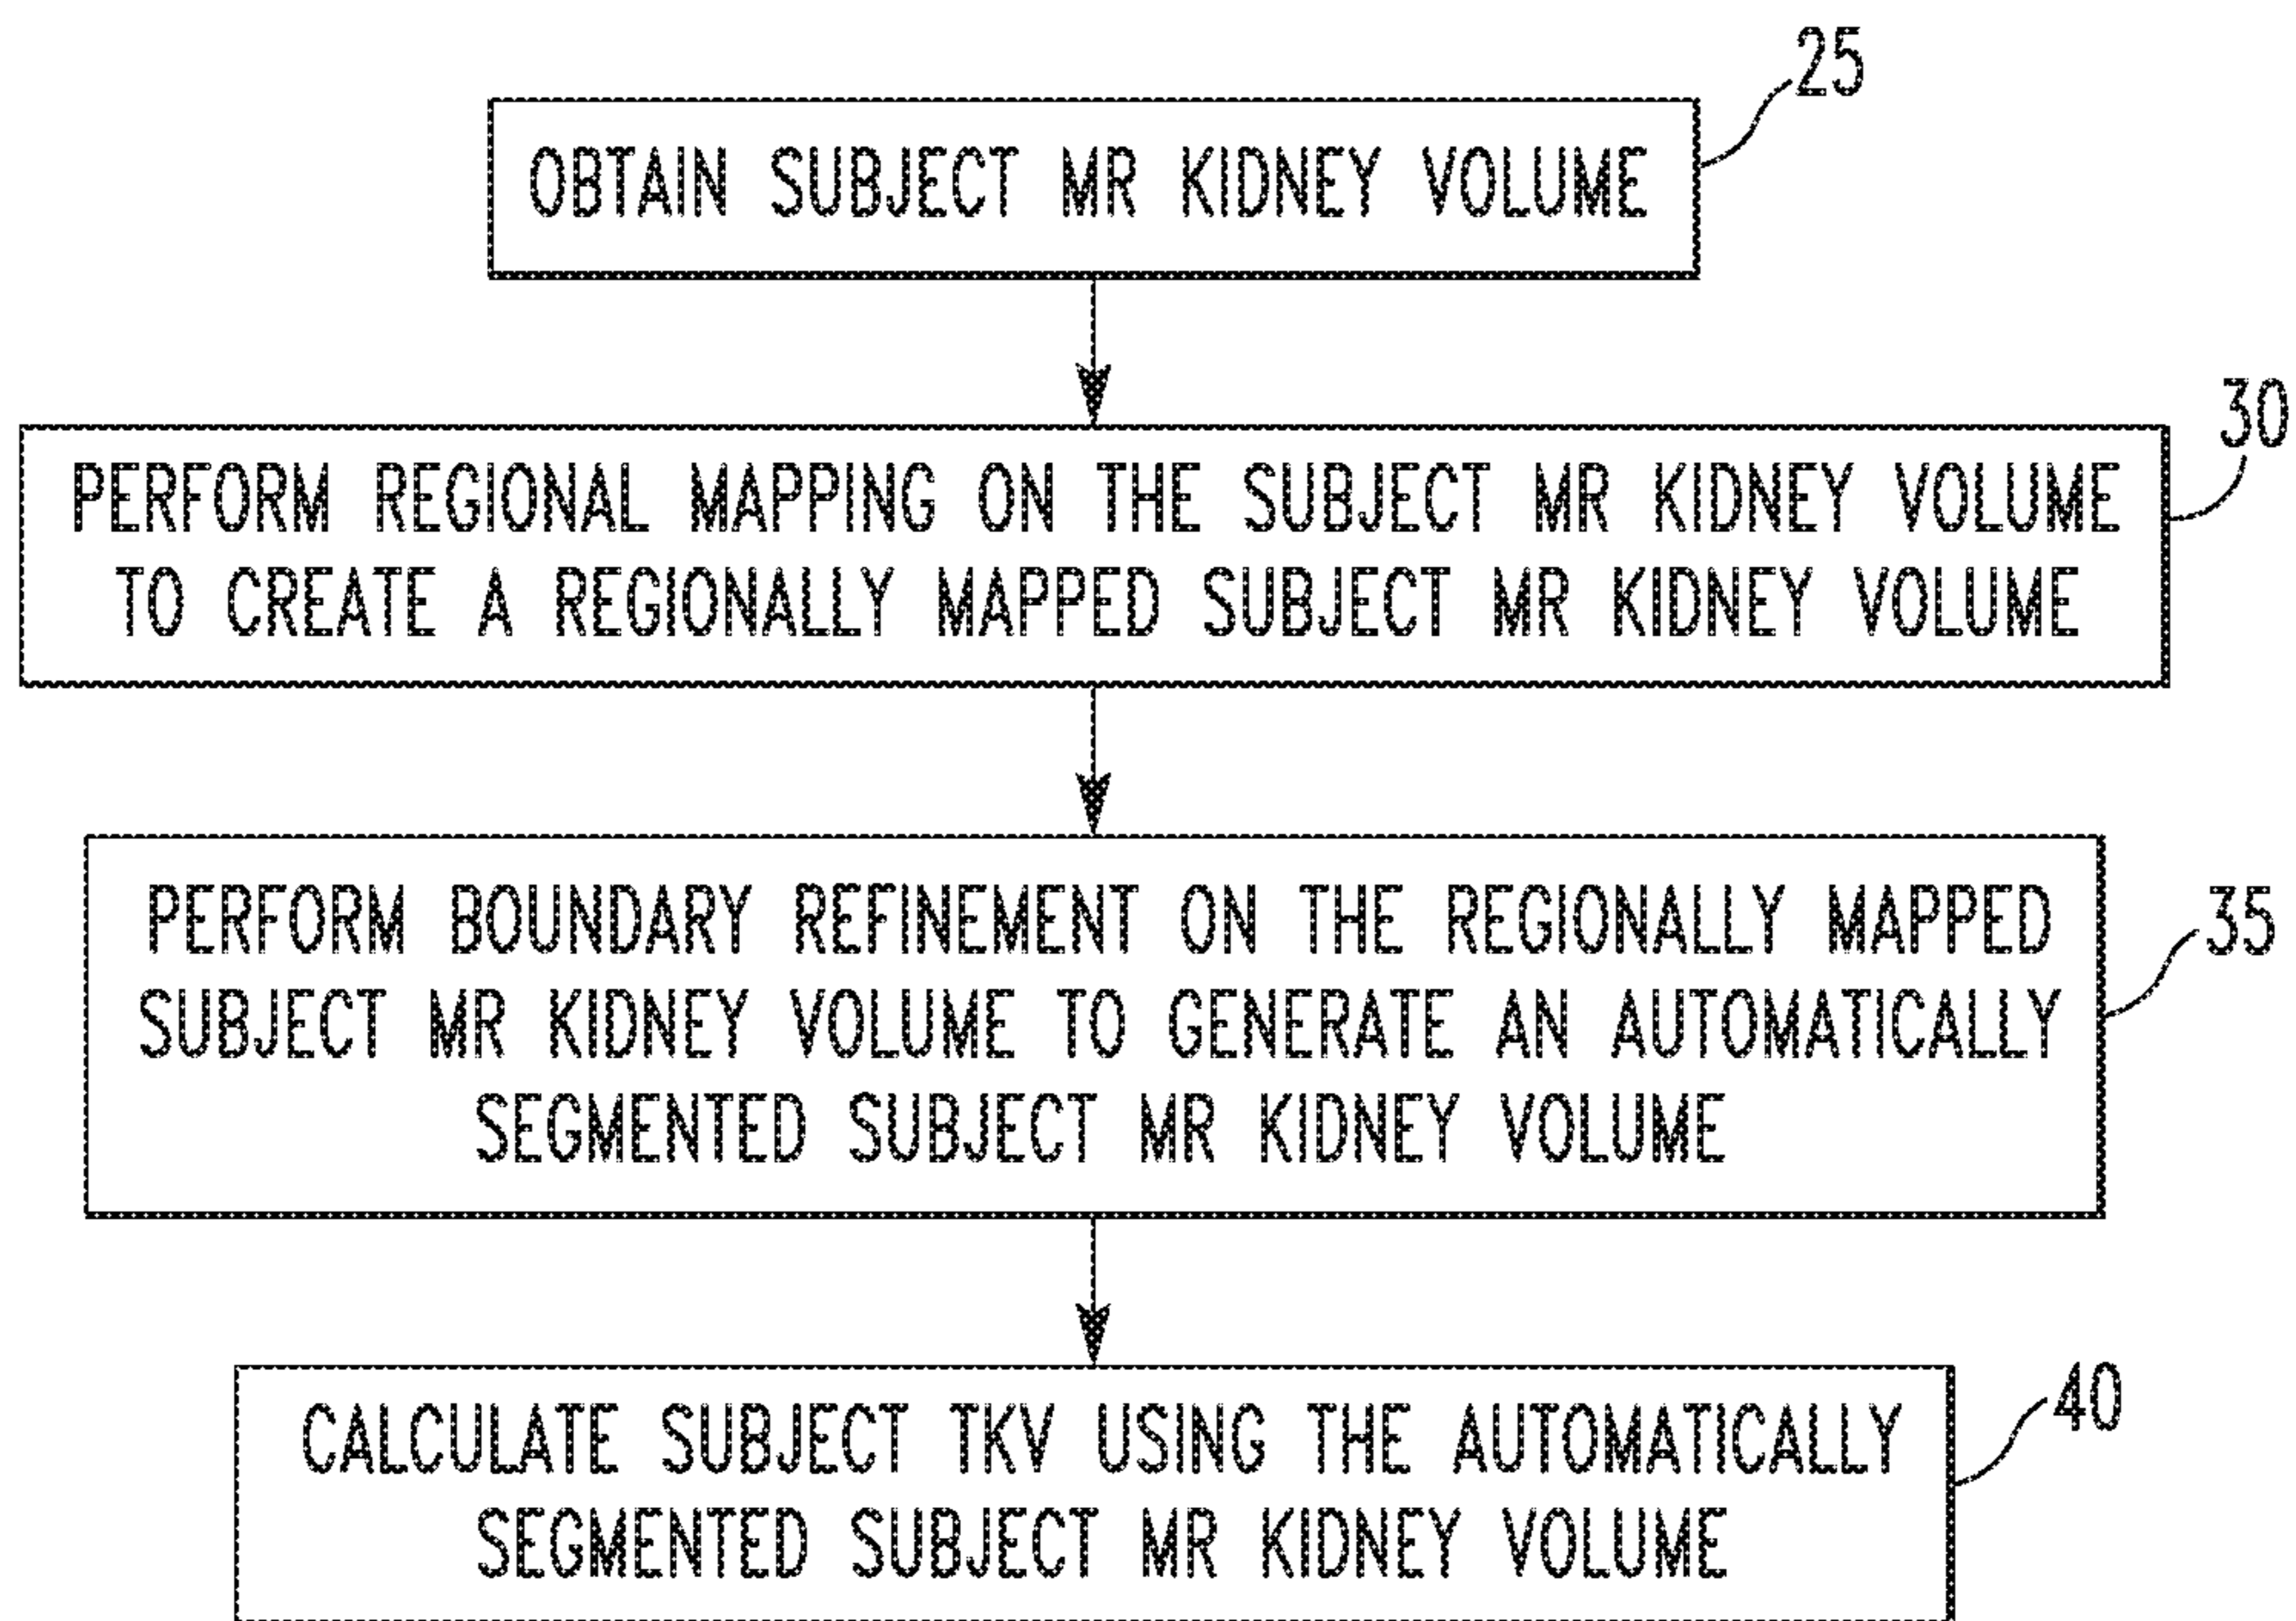 25
OBTAIN SUBJECT MR KIDNEY VOLUME
30
PERFORM REGIONAL MAPPING ON THE SUBJECT MR KIDNEY VOLUME
TO CREATE A REGIONALLY MAPPED SUBJECT MR KIDNEY VOLUME
35
PERFORM BOUNDARY REFINEMENT ON THE REGIONALLY MAPPED
SUBJECT MR KIDNEY VOLUME TO GENERATE AN AUTOMATICALLY
SEGMENTED SUBJECT MR KIDNEY VOLUME
40
CALCULATE SUBJECT TKV USING THE AUTOMATICALLY
SEGMENTED SUBJECT MR KIDNEY VOLUME